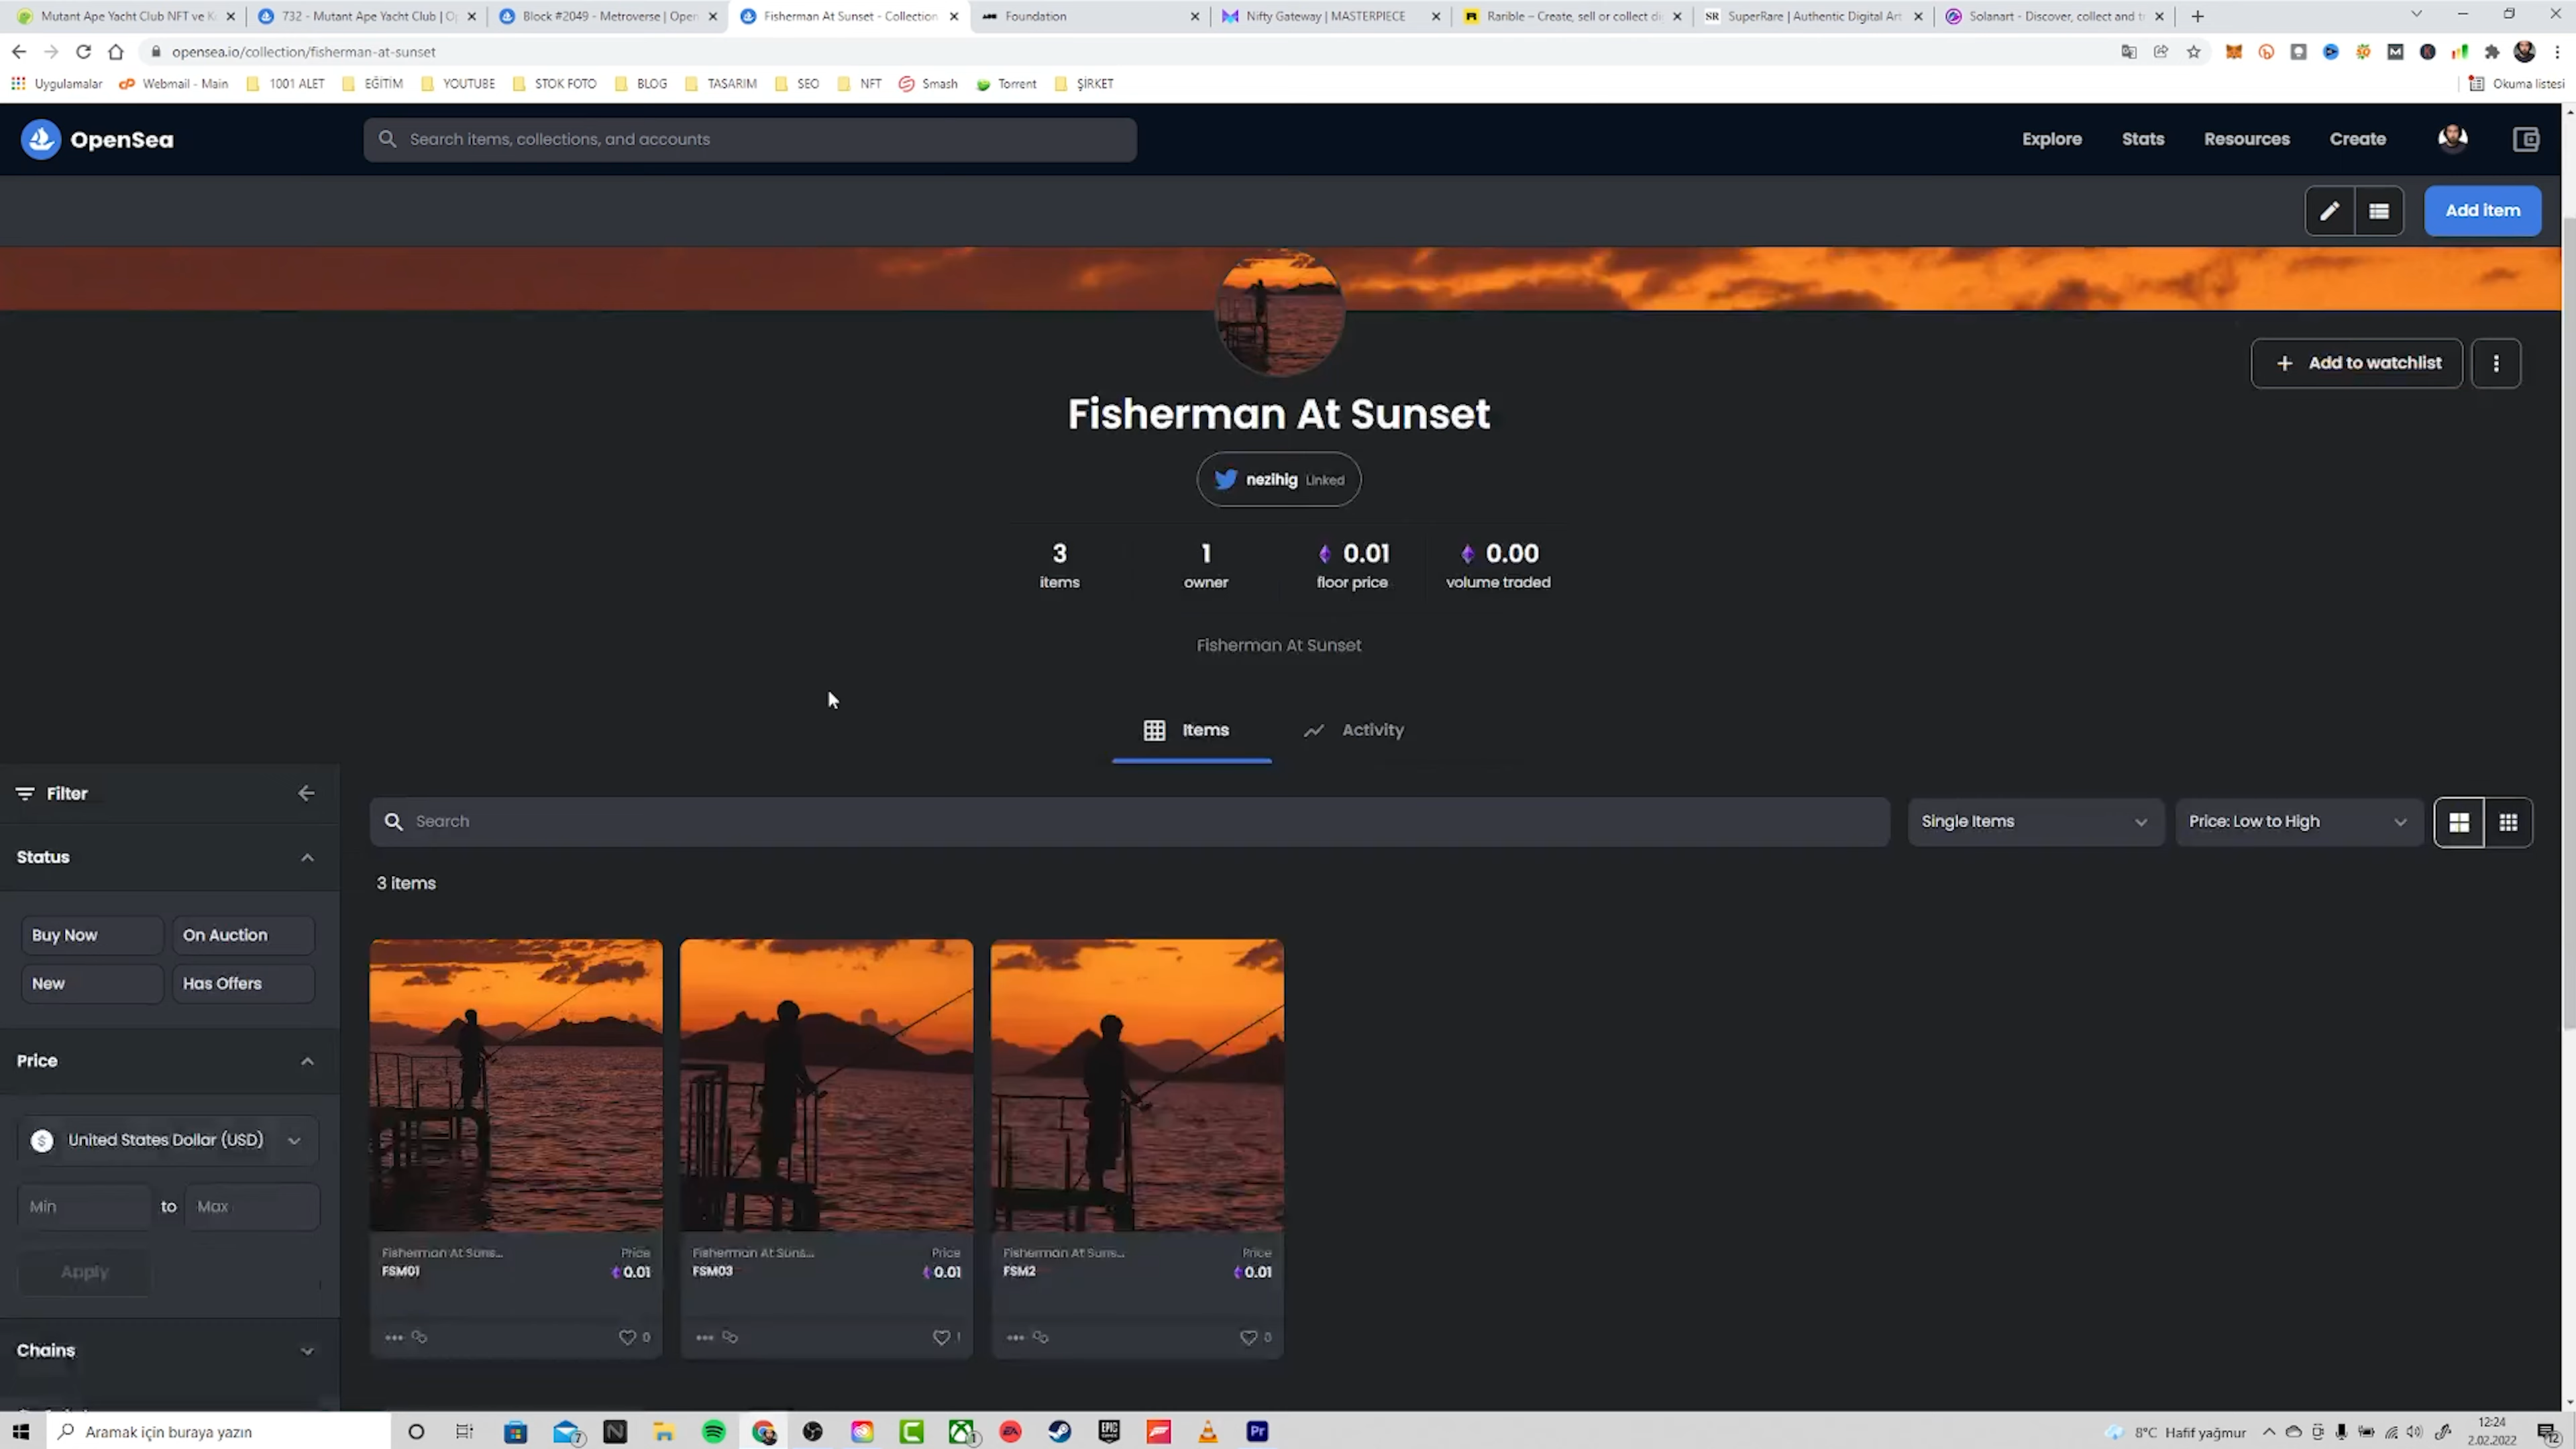 Mutant Ape Yacht Club NFT ve K
732 - Mutant Ape Yacht Club | O
Block #2049 - Metroverse | Open
Fisherman At Sunset - Collection
Foundation
Nifty Gateway | MASTERPIECE
Rarible – Create, sell or collect di
SuperRare | Authentic Digital Art
Solanart - Discover, collect and t
opensea.io/collection/fisherman-at-sunset
Uygulamalar
Webmail - Main
1001 ALET
EĞİTİM
YOUTUBE
STOK FOTO
BLOG
TASARIM
SEO
NFT
Smash
Torrent
ŞİRKET
Okuma listesi
OpenSea
Search items, collections, and accounts
Explore
Stats
Resources
Create
Add item
Add to watchlist
Fisherman At Sunset
nezihig Linked
3
items
1
owner
0.01
floor price
0.00
volume traded
Fisherman At Sunset
Items
Activity
Filter
Search
Single Items
Price: Low to High
Status
3 items
Buy Now
On Auction
New
Has Offers
Price
United States Dollar (USD)
Min
to
Max
Apply
Chains
Fisherman At Suns...
Price
FSM01
0.01
0
Fisherman At Suns...
Price
FSM03
0.01
1
Fisherman At Suns...
Price
FSM2
0.01
0
Aramak için buraya yazın
8°C Hafif yağmur
12:24
2.02.2022